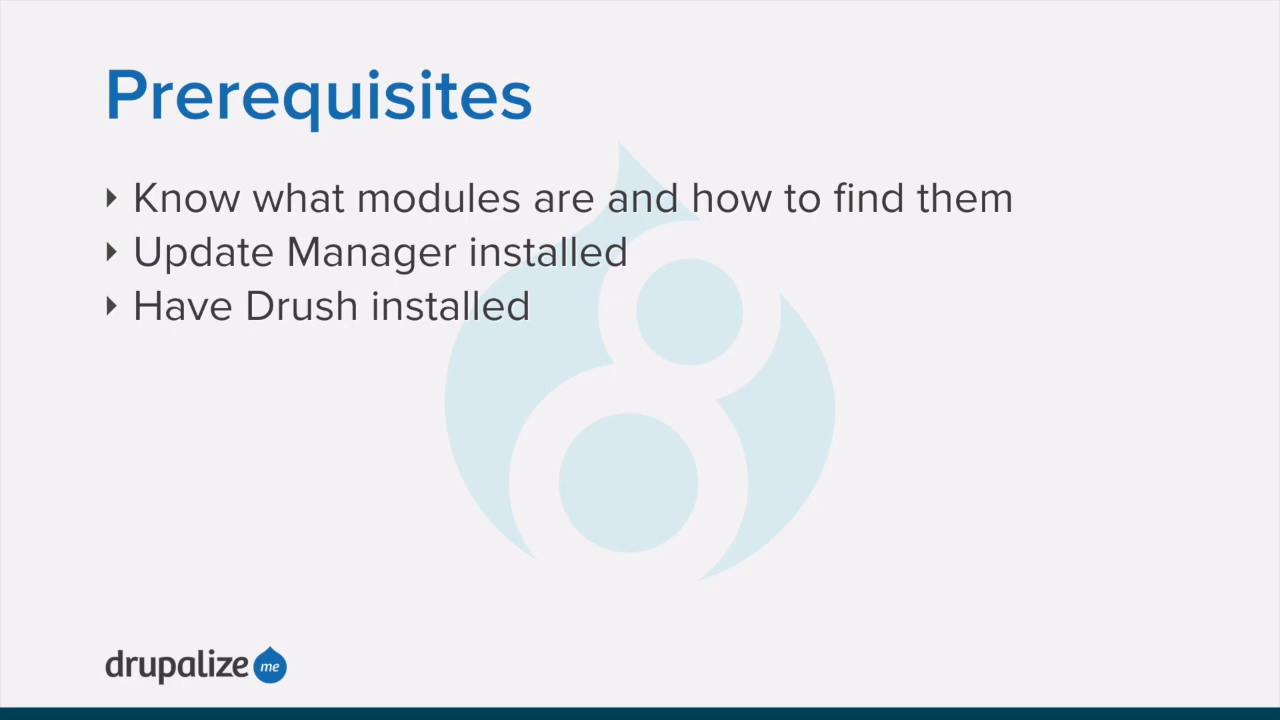 Prerequisites
Know what modules are and how to find them
Update Manager installed
Have Drush installed
drupalize me